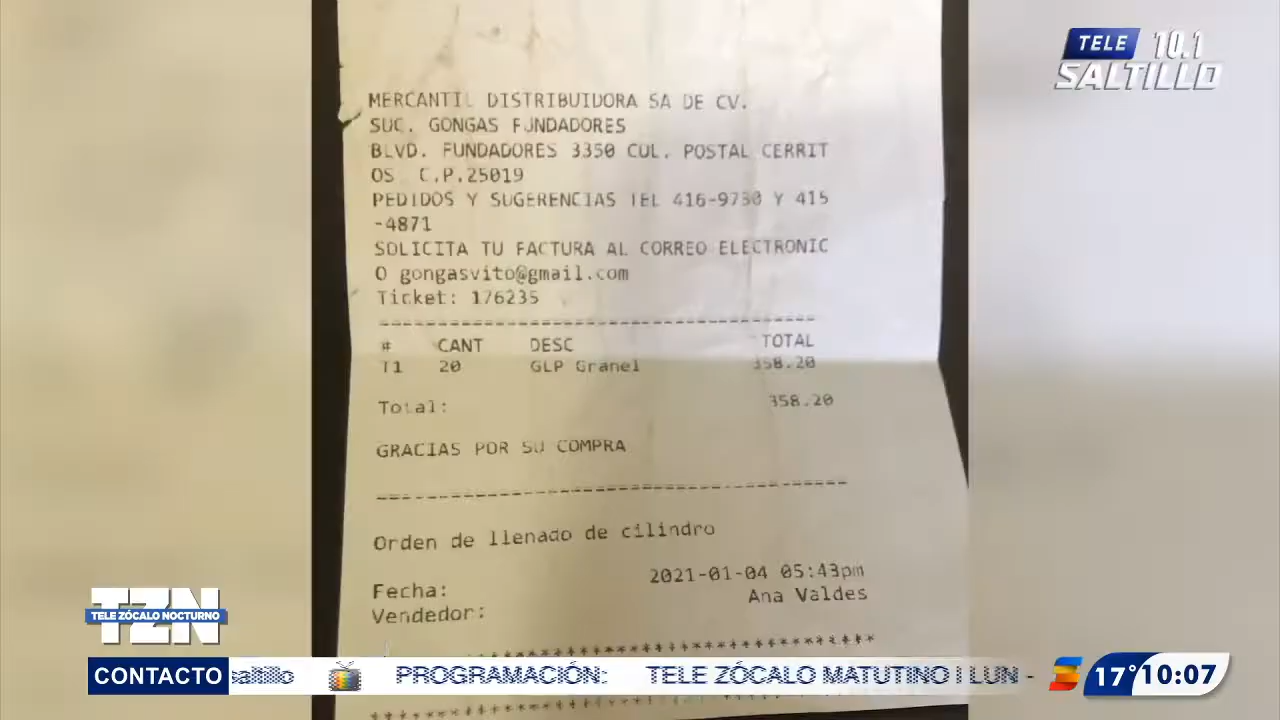 TELE 10.1
SALTILLO
MERCANTIL DISTRIBUIDORA SA DE CV.
SUC. GONGAS FUNDADORES
BLVD. FUNDADORES 3350 CUL. POSTAL CERRIT
OS C.P.25019
PEDIDOS Y SUGERENCIAS TEL 416-9730 Y 415
-4871
SOLICITA TU FACTURA AL CORREO ELECTRONIC
O gongasvito@gmail.com
Ticket: 176235
# CANT DESC TOTAL
T1 20 GLP Granel 358.20
Total: 358.20
GRACIAS POR SU COMPRA
Orden de llenado de cilindro
Fecha: 2021-01-04 05:43pm
Vendedor: Ana Valdes
TZN
TELE ZÓCALO NOCTURNO
CONTACTO saltillo PROGRAMACIÓN: TELE ZÓCALO MATUTINO I LUN - 17° 10:07